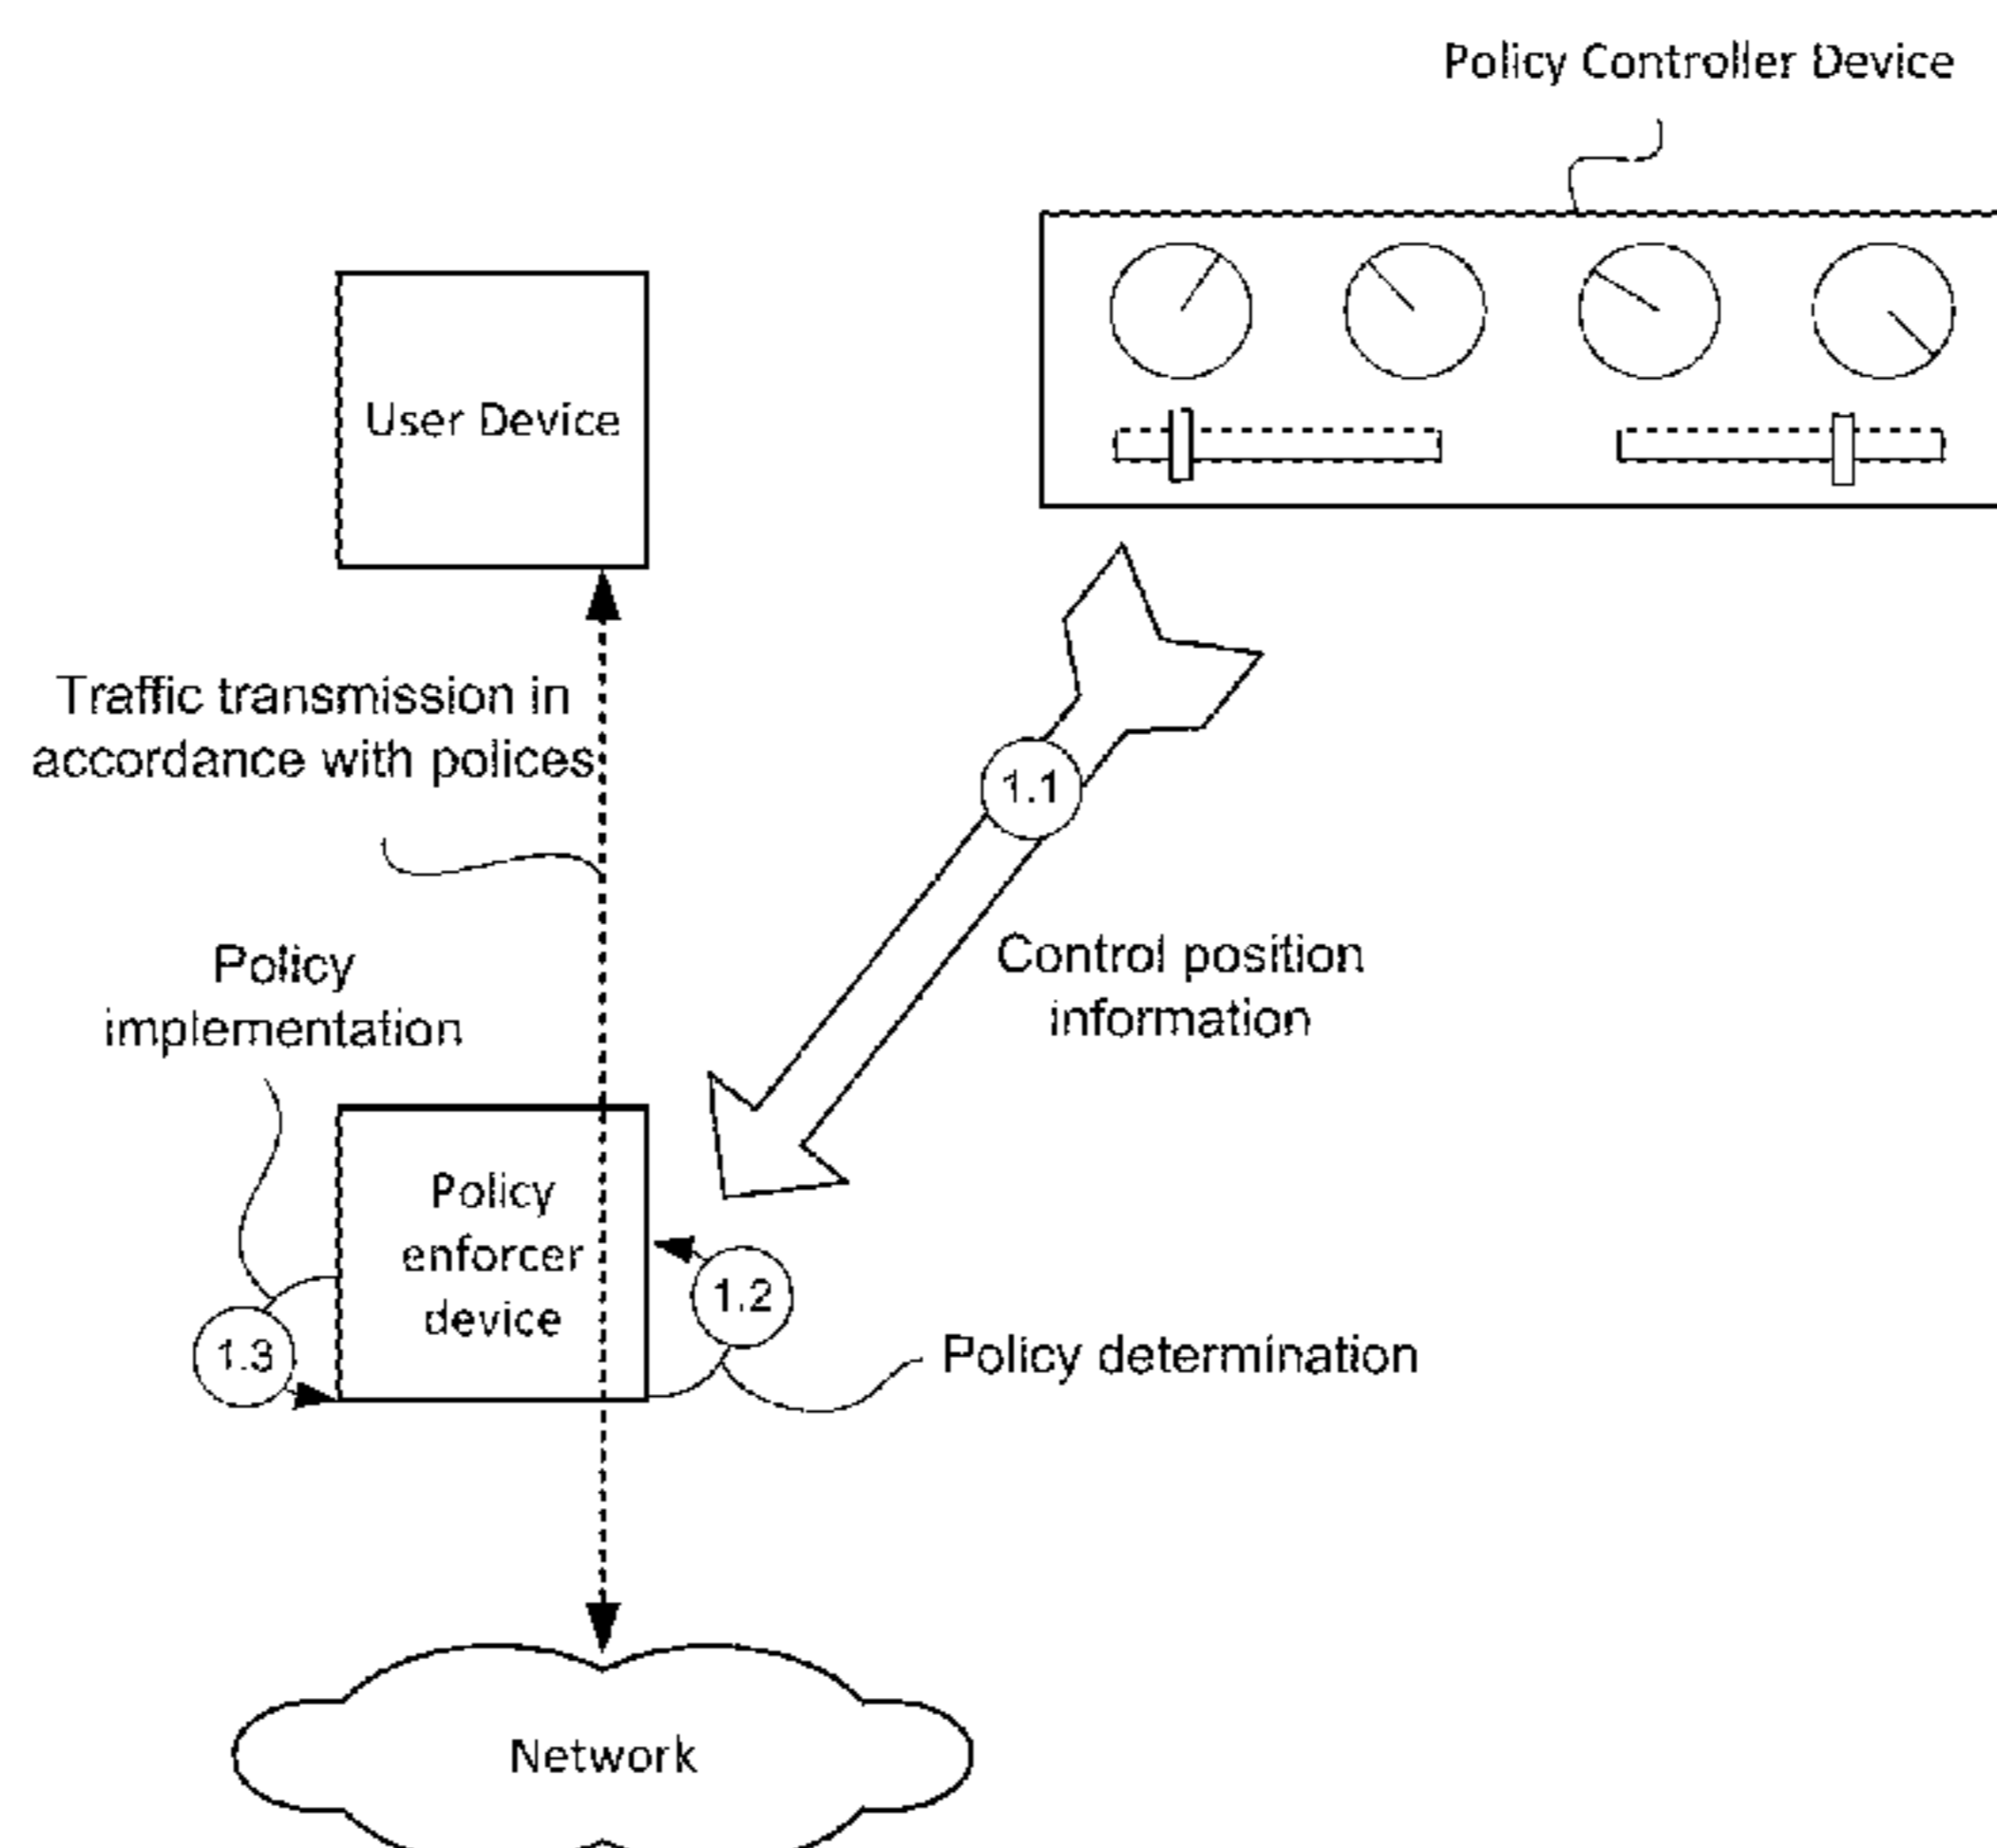 Policy Controller Device
User Device
Traffic transmission in
accordance with polices
1.1
Control position
information
Policy
implementation
Policy
enforcer
device
1.2
1.3
Policy determination
Network